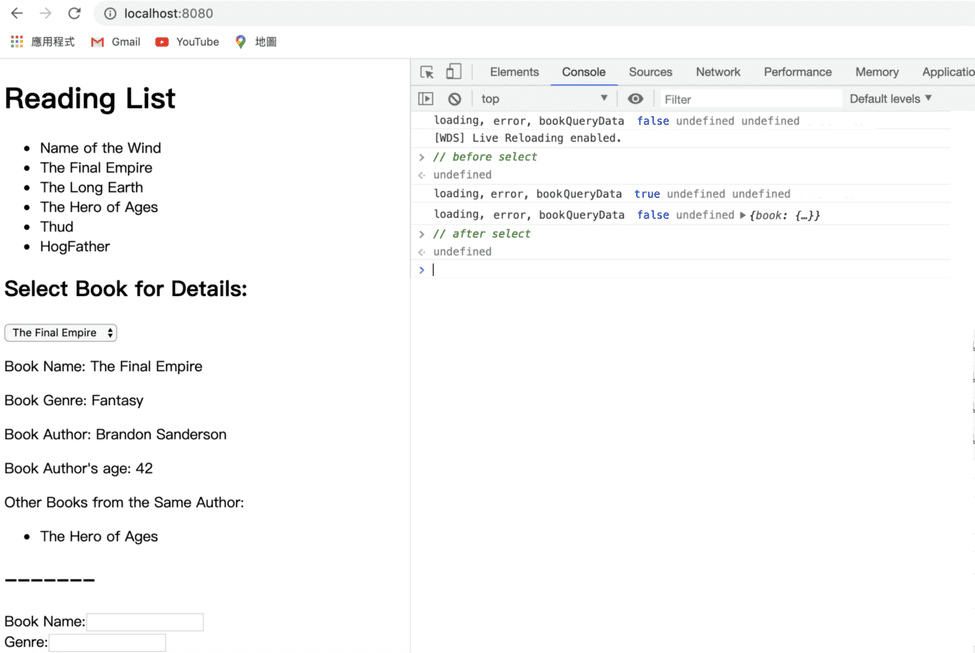 localhost:8080
應用程式 Gmail YouTube 地圖
Reading List
Name of the Wind
The Final Empire
The Long Earth
The Hero of Ages
Thud
HogFather
Select Book for Details:
The Final Empire
Book Name: The Final Empire
Book Genre: Fantasy
Book Author: Brandon Sanderson
Book Author's age: 42
Other Books from the Same Author:
The Hero of Ages
_______
Book Name:
Genre:
Elements Console Sources Network Performance Memory Applicatio
top Filter Default levels
loading, error, bookQueryData false undefined undefined
[WDS] Live Reloading enabled.
// before select
undefined
loading, error, bookQueryData true undefined undefined
loading, error, bookQueryData false undefined {book: {…}}
// after select
undefined